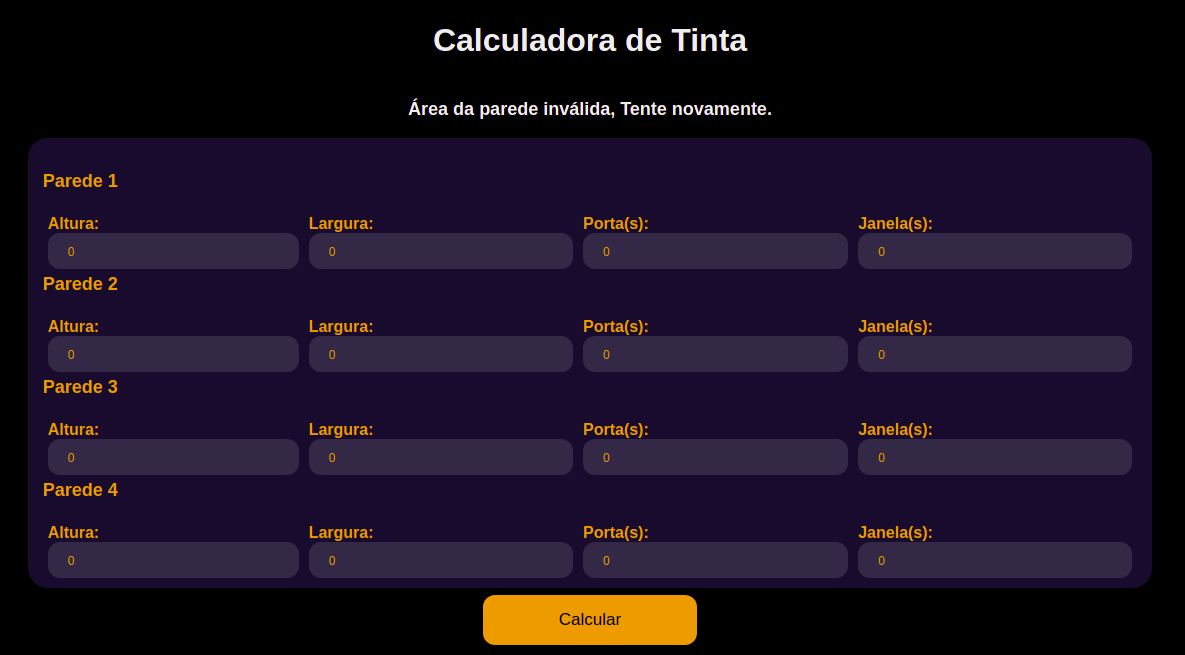 Calculadora de Tinta
Área da parede inválida, Tente novamente.
Parede 1
Altura: Largura: Porta(s): Janela(s):
0 0 0 0
Parede 2
Altura: Largura: Porta(s): Janela(s):
0 0 0 0
Parede 3
Altura: Largura: Porta(s): Janela(s):
0 0 0 0
Parede 4
Altura: Largura: Porta(s): Janela(s):
0 0 0 0
Calcular